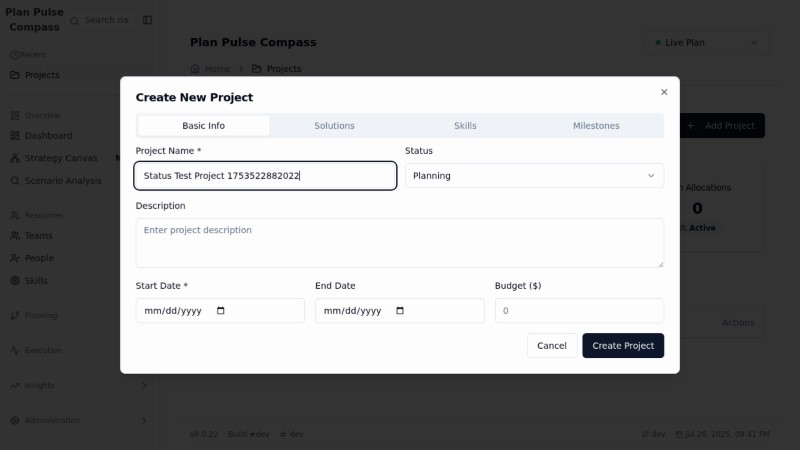 Plan Pulse
Compass
Search na
Recent
Projects
Overview
Dashboard
Strategy Canvas
Scenario Analysis
Resources
Teams
People
Skills
Planning
Execution
Insights
Administration
Plan Pulse Compass
Live Plan
Home > Projects
+ Add Project
Allocations
0
Active
Actions
Create New Project
Basic Info
Solutions
Skills
Milestones
Project Name *
Status
Status Test Project 1753522882022
Planning
Description
Enter project description
Start Date *
End Date
Budget ($)
mm/dd/yyyy
mm/dd/yyyy
0
Cancel
Create Project
v0.0.22
Build #dev
dev
dev
Jul 26, 2025, 09:41 PM